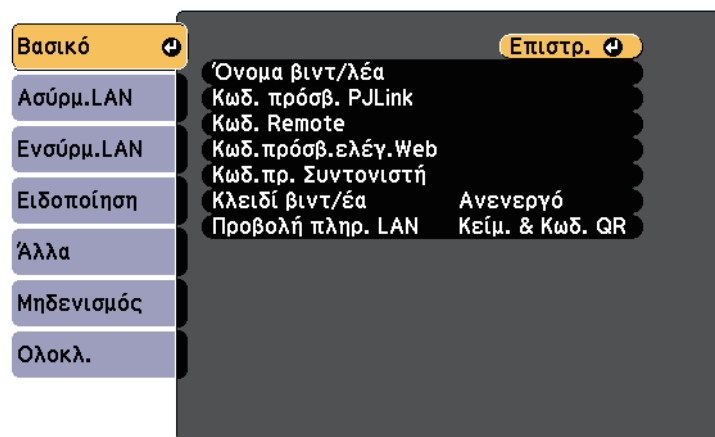 Βασικό
Ασύρμ.LAN
Ενσύρμ.LAN
Ειδοποίηση
Άλλα
Μηδενισμός
Ολοκλ.
Επιστρ.
Όνομα βιντ/λέα
Κωδ. πρόσβ. PJLink
Κωδ. Remote
Κωδ.πρόσβ.ελέγ.Web
Κωδ.πρ. Συντονιστή
Κλειδί βιντ/έα Ανενεργό
Προβολή πληρ. LAN Κείμ. & Κωδ. QR